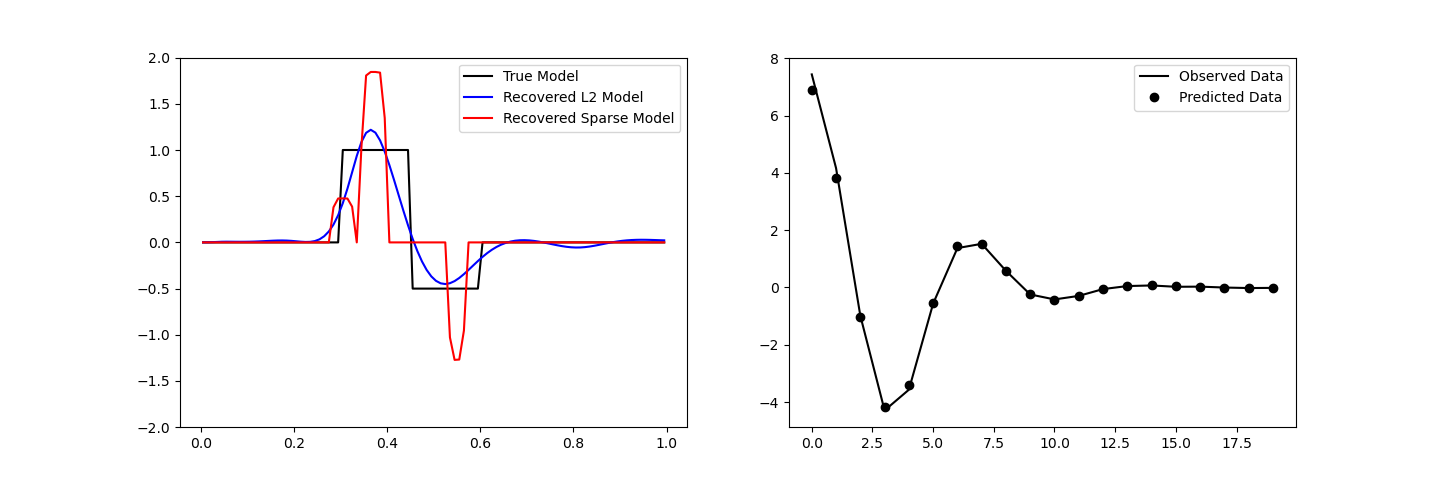 2.0
1.5
1.0
0.5
0.0
−0.5
−1.0
−1.5
−2.0
0.0 0.2 0.4 0.6 0.8 1.0
True Model
Recovered L2 Model
Recovered Sparse Model
8
6
4
2
0
−2
−4
0.0 2.5 5.0 7.5 10.0 12.5 15.0 17.5
Observed Data
Predicted Data